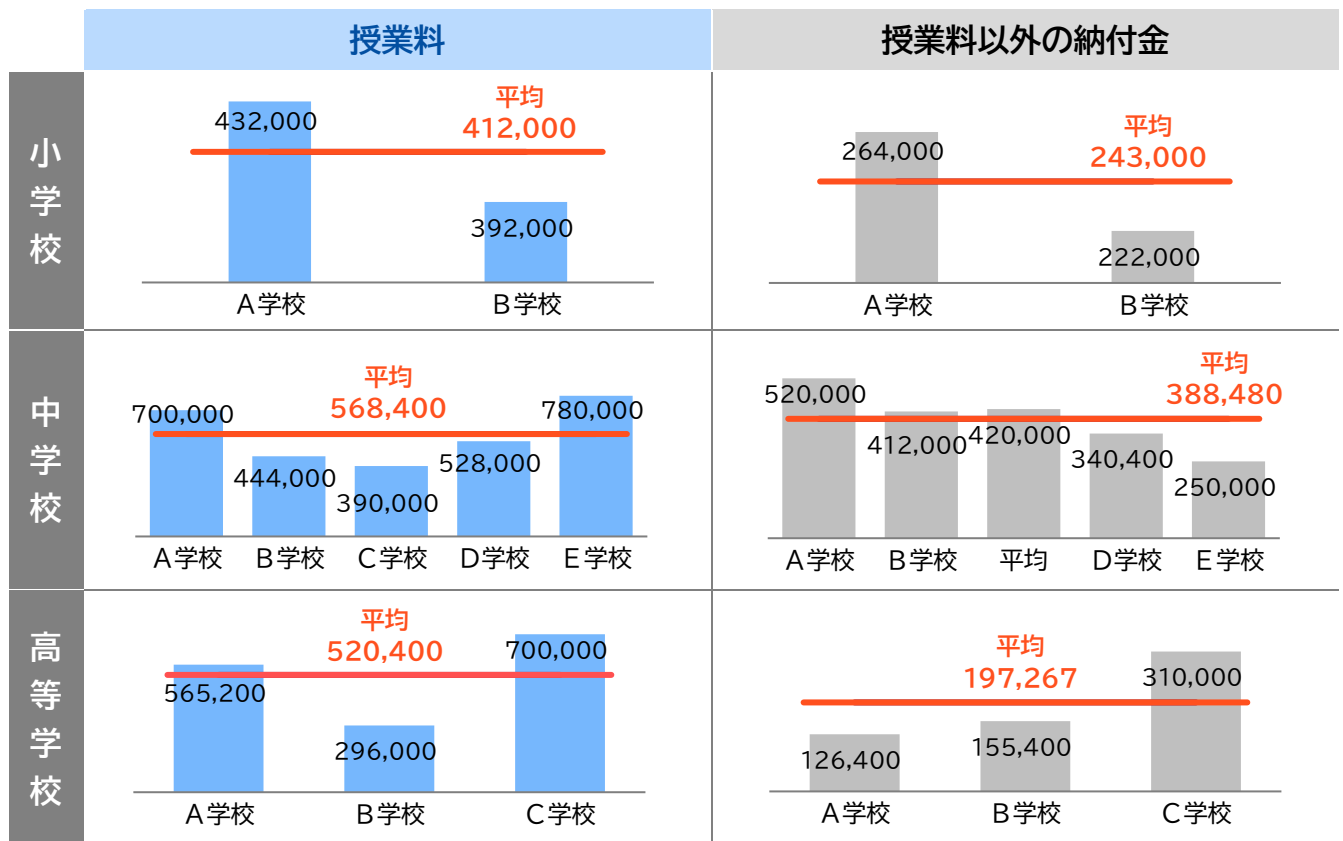 授業料
授業料以外の納付金
小学校
平均
412,000
432,000
392,000
A学校
B学校
平均
243,000
264,000
222,000
A学校
B学校
中学校
平均
568,400
700,000
444,000
390,000
528,000
780,000
A学校
B学校
C学校
D学校
E学校
平均
388,480
520,000
412,000
420,000
340,400
250,000
A学校
B学校
平均
D学校
E学校
高等学校
平均
520,400
565,200
296,000
700,000
A学校
B学校
C学校
平均
197,267
126,400
155,400
310,000
A学校
B学校
C学校